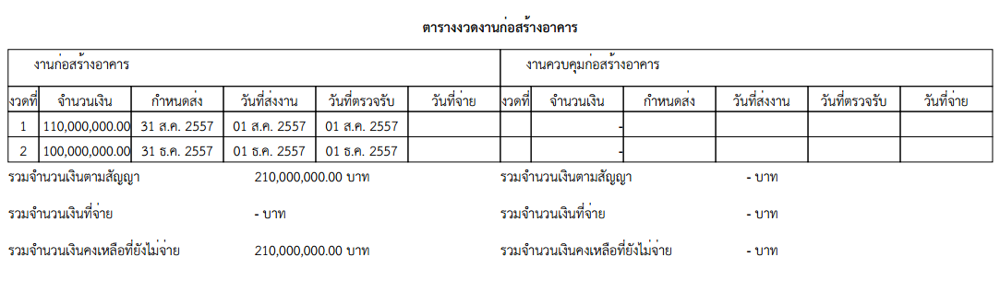 ตารางงวดงานก่อสร้างอาคาร
งานก่อสร้างอาคาร งานควบคุมก่อสร้างอาคาร
งวดที่ จำนวนเงิน กำหนดส่ง วันที่ส่งงาน วันที่ตรวจรับ วันที่จ่าย งวดที่ จำนวนเงิน กำหนดส่ง วันที่ส่งงาน วันที่ตรวจรับ วันที่จ่าย
1 110,000,000.00 31 ส.ค. 2557 01 ส.ค. 2557 01 ส.ค. 2557 -
2 100,000,000.00 31 ธ.ค. 2557 01 ธ.ค. 2557 01 ธ.ค. 2557 -
รวมจำนวนเงินตามสัญญา 210,000,000.00 บาท รวมจำนวนเงินตามสัญญา - บาท
รวมจำนวนเงินที่จ่าย - บาท รวมจำนวนเงินที่จ่าย - บาท
รวมจำนวนเงินคงเหลือที่ยังไม่จ่าย 210,000,000.00 บาท รวมจำนวนเงินคงเหลือที่ยังไม่จ่าย - บาท